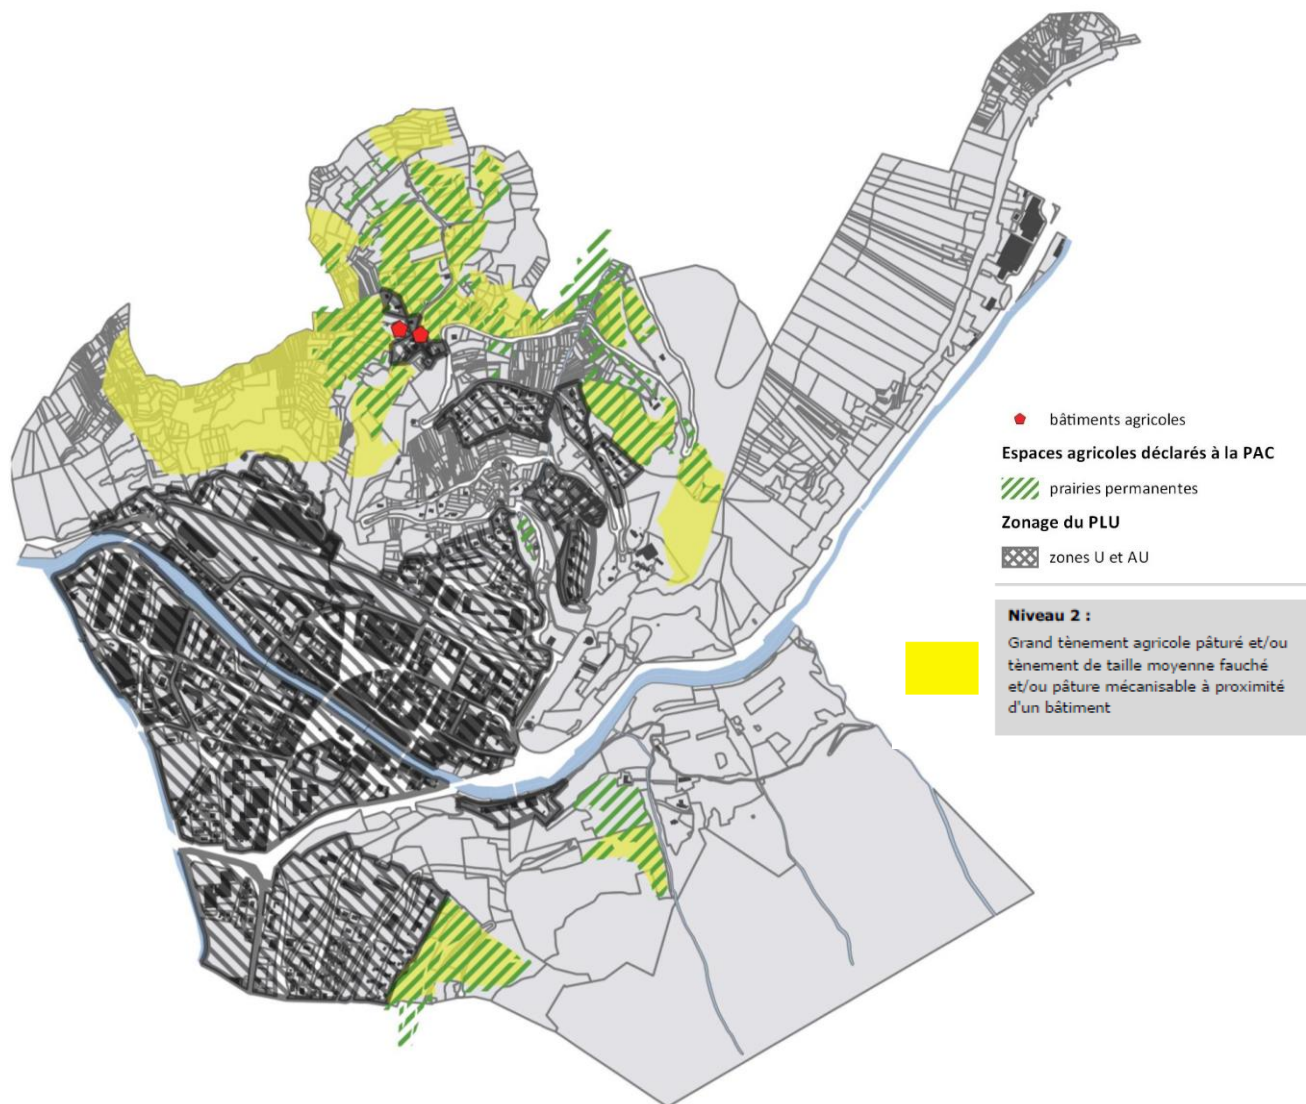 bâtiments agricoles
Espaces agricoles déclarés à la PAC
prairies permanentes
Zonage du PLU
zones U et AU
Niveau 2 :
Grand tènement agricole pâturé et/ou
tènement de taille moyenne fauché
et/ou pâture mécanisable à proximité
d'un bâtiment